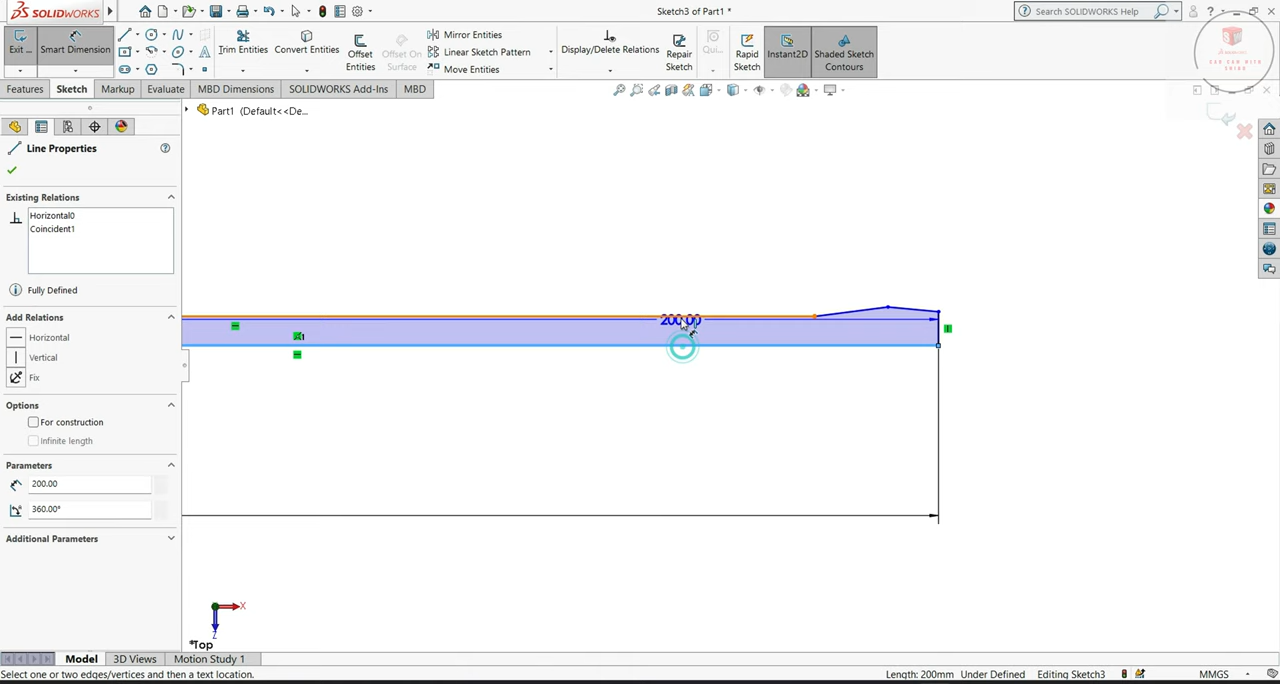 SOLIDWORKS
Sketch3 of Part1 *
Search SOLIDWORKS Help
Exit ...
Smart Dimension
Trim Entities
Convert Entities
Offset Entities
Offset On Surface
Mirror Entities
Linear Sketch Pattern
Move Entities
Display/Delete Relations
Repair Sketch
Qui...
Rapid Sketch
Instant2D
Shaded Sketch Contours
Features
Sketch
Markup
Evaluate
MBD Dimensions
SOLIDWORKS Add-Ins
MBD
Part1 (Default<<De...
Line Properties
Existing Relations
Horizontal0
Coincident1
Fully Defined
Add Relations
Horizontal
Vertical
Fix
Options
For construction
Infinite length
Parameters
200.00
360.00°
Additional Parameters
200.00
1
X
Z
*Top
Model
3D Views
Motion Study 1
Select one or two edges/vertices and then a text location.
Length: 200mm
Under Defined
Editing Sketch3
MMGS